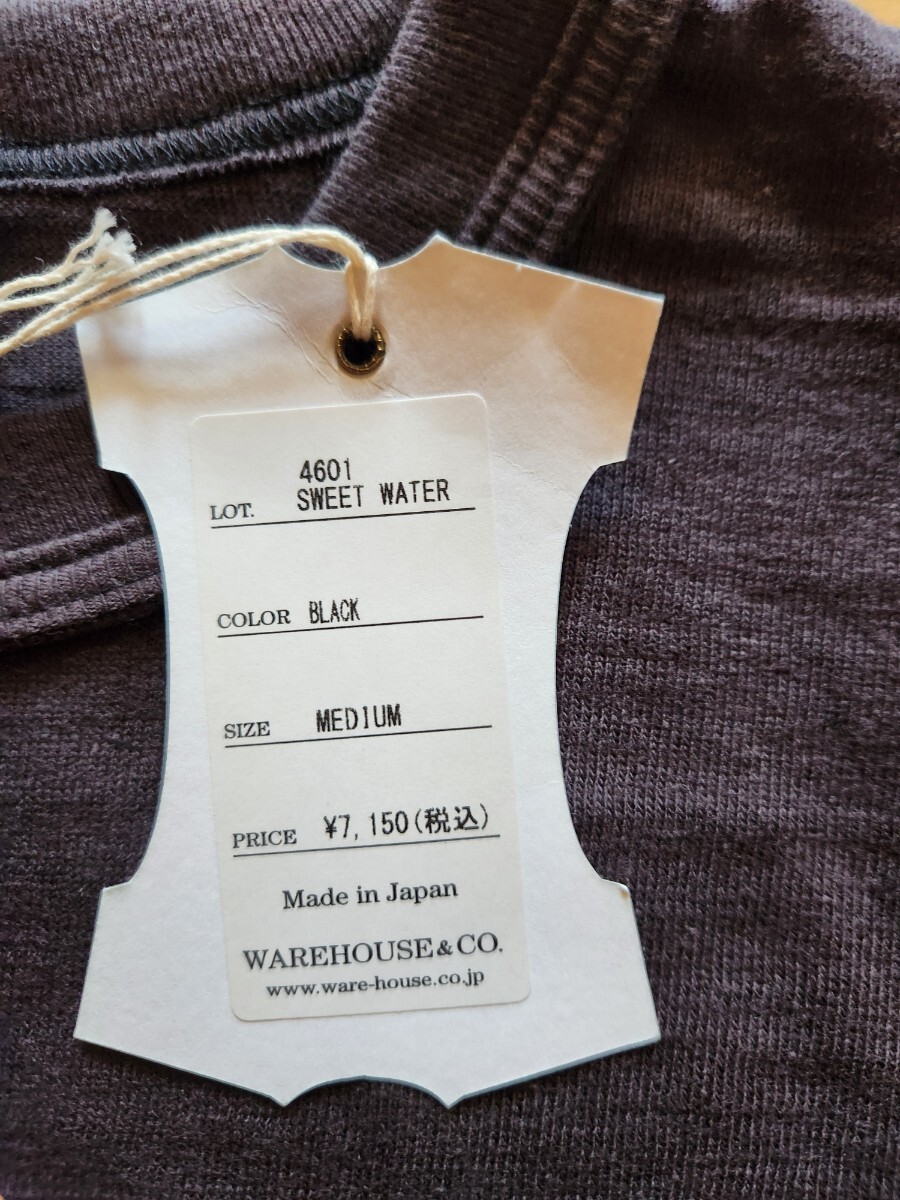 4601
LOT. SWEET WATER
COLOR BLACK
SIZE MEDIUM
PRICE ¥7,150(税込)
Made in Japan
WAREHOUSE & CO.
www.ware-house.co.jp